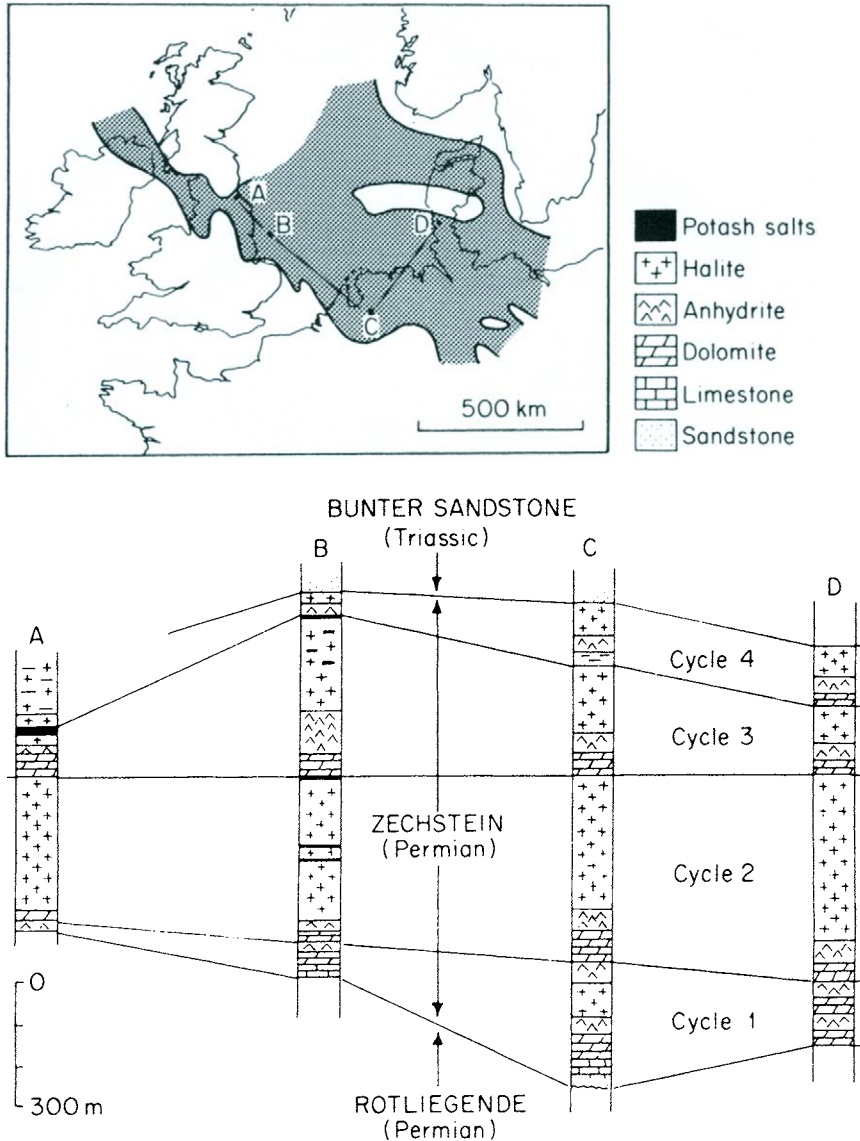 A
B
C
D
500 km
Potash salts
Halite
Anhydrite
Dolomite
Limestone
Sandstone
BUNTER SANDSTONE
(Triassic)
A
B
C
D
Cycle 4
Cycle 3
ZECHSTEIN
(Permian)
Cycle 2
Cycle 1
0
300 m
ROTLIEGENDE
(Permian)